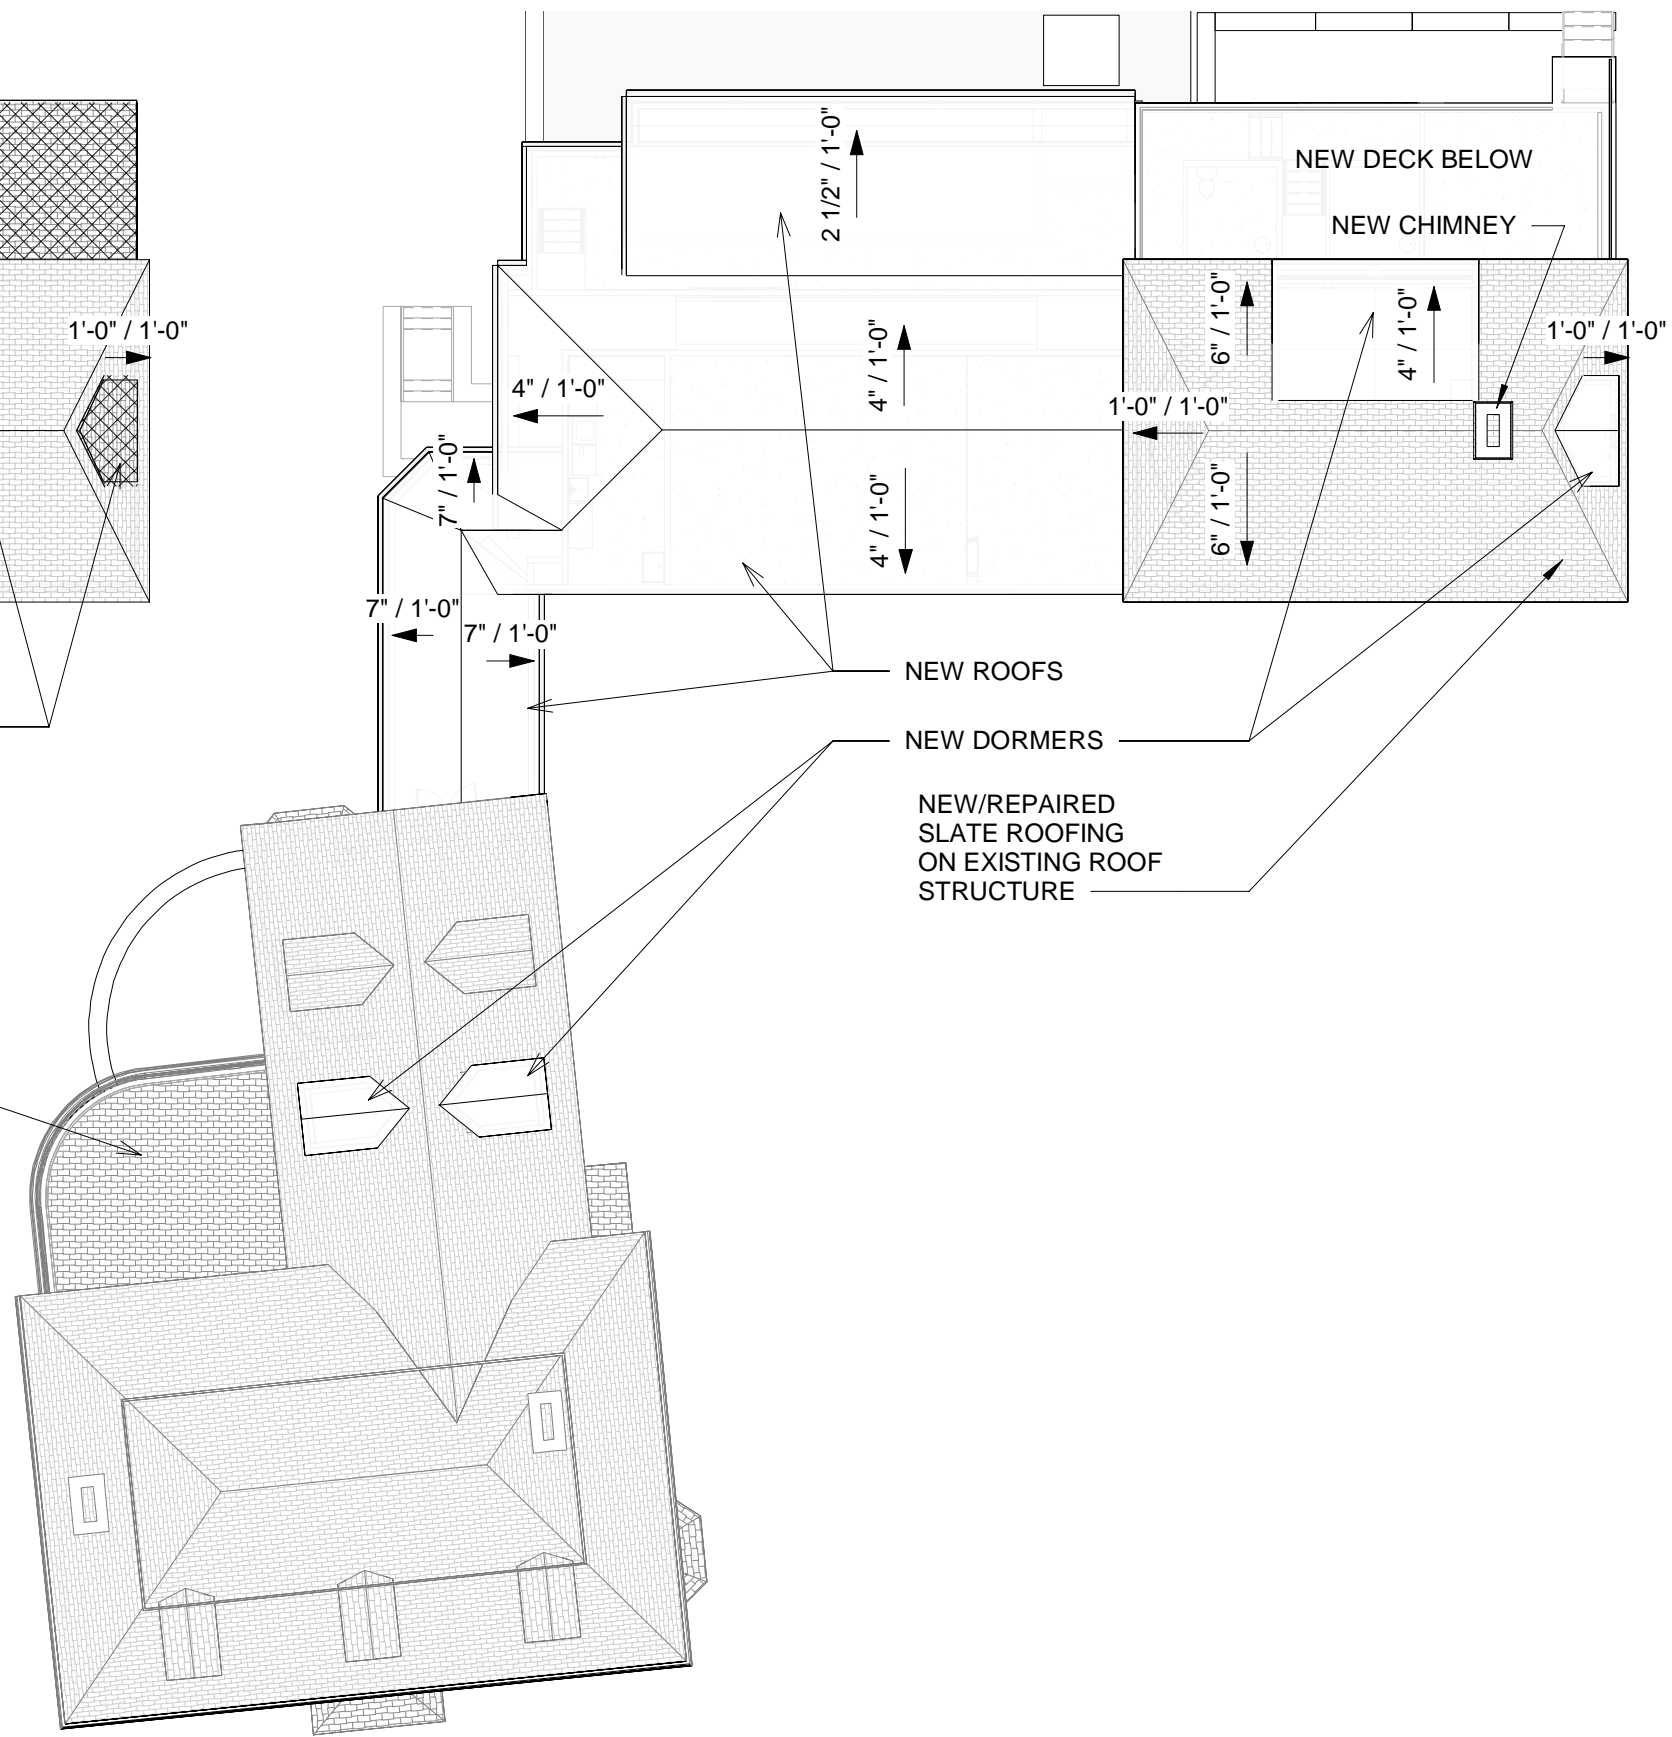 2 1/2" / 1'-0"
NEW DECK BELOW
NEW CHIMNEY
1'-0" / 1'-0"
6" / 1'-0"
4" / 1'-0"
1'-0" / 1'-0"
4" / 1'-0"
4" / 1'-0"
1'-0" / 1'-0"
7" / 1'-0"
4" / 1'-0"
6" / 1'-0"
7" / 1'-0"
7" / 1'-0"
NEW ROOFS
NEW DORMERS
NEW/REPAIRED
SLATE ROOFING
ON EXISTING ROOF
STRUCTURE